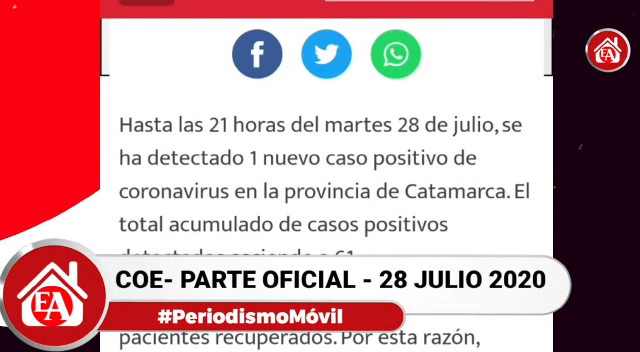 Hasta las 21 horas del martes 28 de julio, se
ha detectado 1 nuevo caso positivo de
coronavirus en la provincia de Catamarca. El
total acumulado de casos positivos
COE- PARTE OFICIAL - 28 JULIO 2020
#PeriodismoMóvil
pacientes recuperados. Por esta razón,
EA
EA